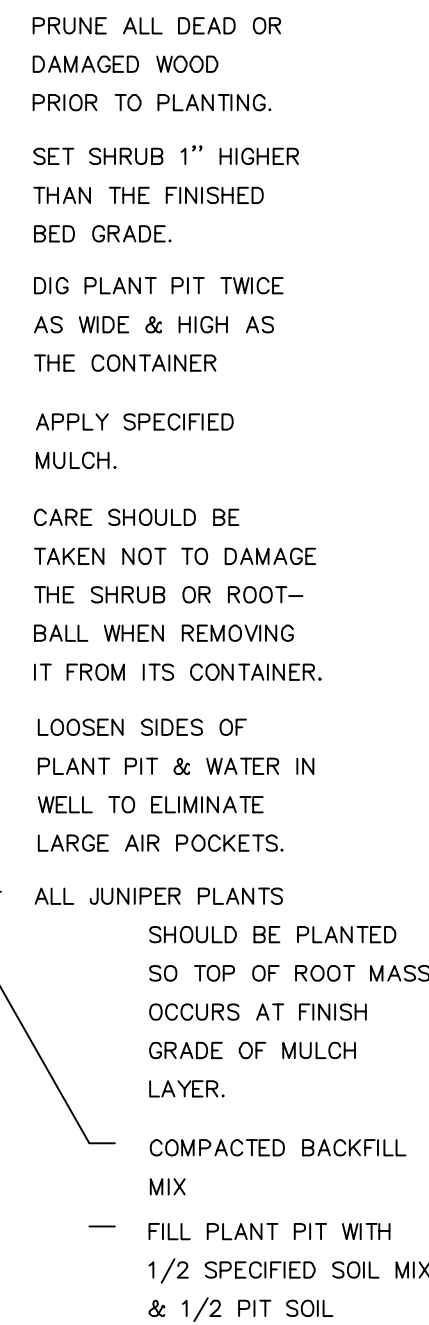 PRUNE ALL DEAD OR
DAMAGED WOOD
PRIOR TO PLANTING.
SET SHRUB 1" HIGHER
THAN THE FINISHED
BED GRADE.
DIG PLANT PIT TWICE
AS WIDE & HIGH AS
THE CONTAINER
APPLY SPECIFIED
MULCH.
CARE SHOULD BE
TAKEN NOT TO DAMAGE
THE SHRUB OR ROOT–
BALL WHEN REMOVING
IT FROM ITS CONTAINER.
LOOSEN SIDES OF
PLANT PIT & WATER IN
WELL TO ELIMINATE
LARGE AIR POCKETS.
ALL JUNIPER PLANTS
SHOULD BE PLANTED
SO TOP OF ROOT MASS
OCCURS AT FINISH
GRADE OF MULCH
LAYER.
COMPACTED BACKFILL
MIX
FILL PLANT PIT WITH
1/2 SPECIFIED SOIL MIX
& 1/2 PIT SOIL